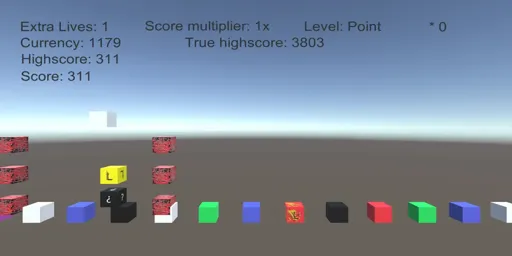 Extra Lives: 1
Score multiplier: 1x
Level: Point
* 0
Currency: 1179
True highscore: 3803
Highscore: 311
Score: 311
L ?
¿ ?